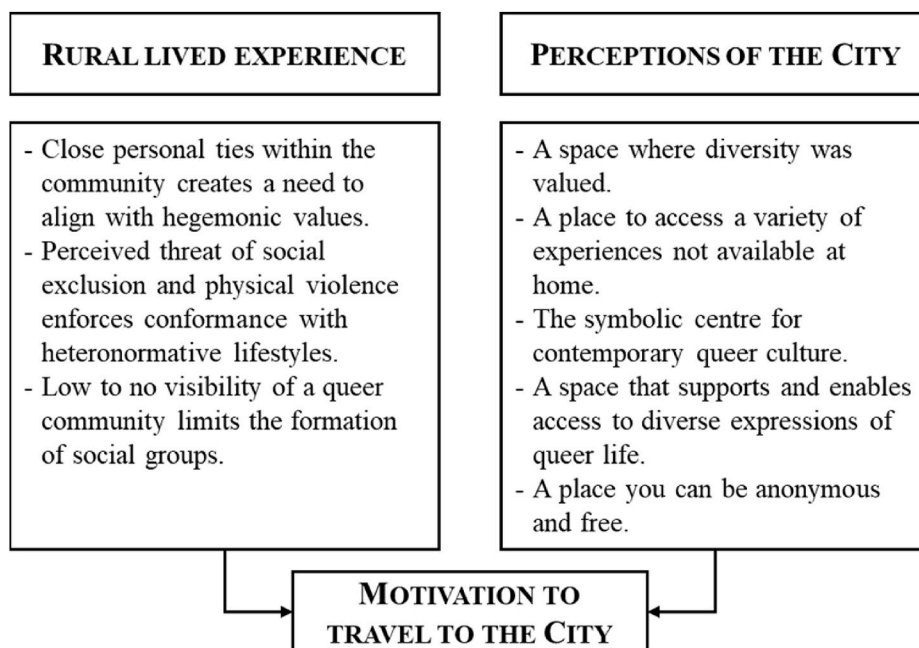 RURAL LIVED EXPERIENCE
- Close personal ties within the
community creates a need to
align with hegemonic values.
- Perceived threat of social
exclusion and physical violence
enforces conformance with
heteronormative lifestyles.
- Low to no visibility of a queer
community limits the formation
of social groups.
PERCEPTIONS OF THE CITY
- A space where diversity was
valued.
- A place to access a variety of
experiences not available at
home.
- The symbolic centre for
contemporary queer culture.
- A space that supports and enables
access to diverse expressions of
queer life.
- A place you can be anonymous
and free.
MOTIVATION TO
TRAVEL TO THE CITY